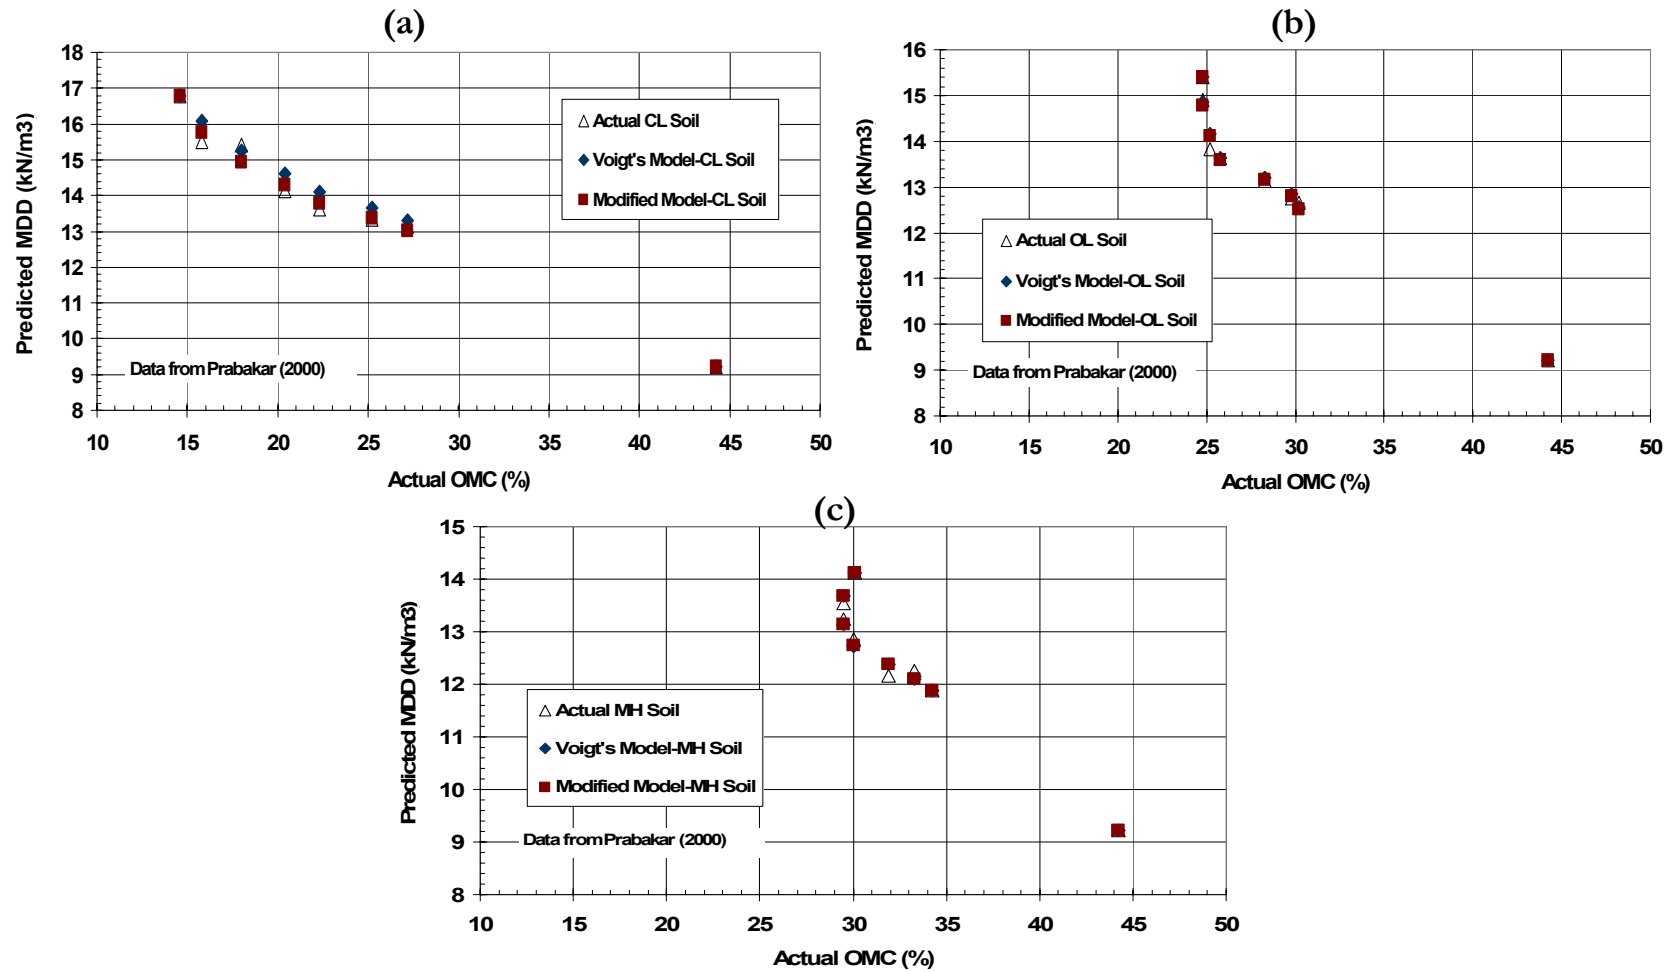 (a)
18
17
16
15
14
13
12
11
10
9
8
Predicted MDD (kN/m3)
Actual CL Soil
Voigt's Model-CL Soil
Modified Model-CL Soil
Data from Prabakar (2000)
10 15 20 25 30 35 40 45 50
Actual OMC (%)
(b)
16
15
14
13
12
11
10
9
8
Predicted MDD (kN/m3)
Actual OL Soil
Voigt's Model-OL Soil
Modified Model-OL Soil
Data from Prabakar (2000)
10 15 20 25 30 35 40 45 50
Actual OMC (%)
(c)
15
14
13
12
11
10
9
8
Predicted MDD (kN/m3)
Actual MH Soil
Voigt's Model-MH Soil
Modified Model-MH Soil
Data from Prabakar (2000)
10 15 20 25 30 35 40 45 50
Actual OMC (%)